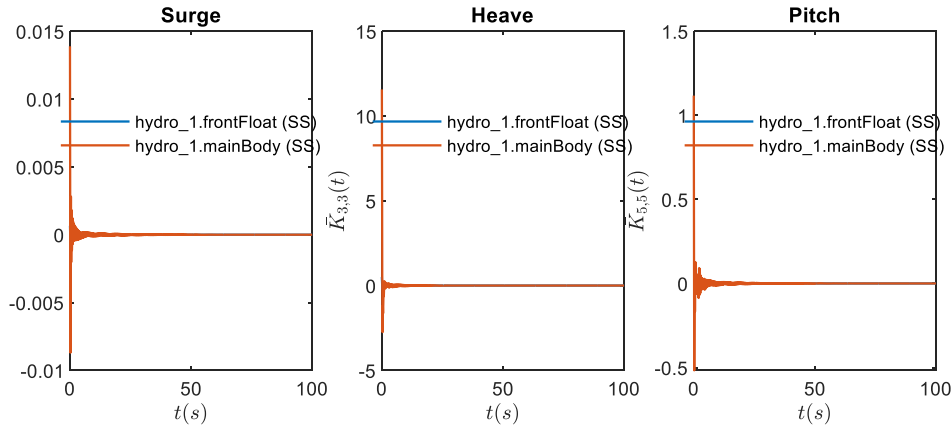 Surge
0.015
0.01
0.005
0
-0.005
-0.01
0
50
100
t(s)
hydro_1.frontFloat (SS)
hydro_1.mainBody (SS)
Heave
K̄3,3(t)
15
10
5
0
-5
0
50
100
t(s)
hydro_1.frontFloat (SS)
hydro_1.mainBody (SS)
Pitch
K̄5,5(t)
1.5
1
0.5
0
-0.5
0
50
100
t(s)
hydro_1.frontFloat (SS)
hydro_1.mainBody (SS)